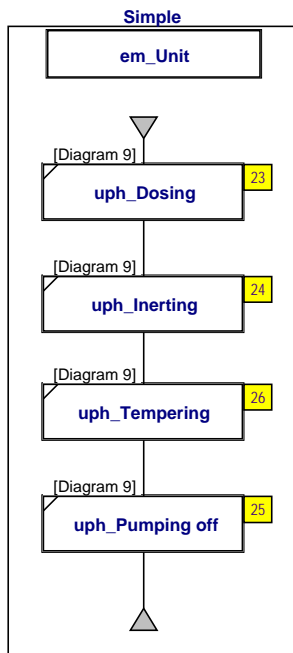 Simple
em_Unit
[Diagram 9]
23
uph_Dosing
[Diagram 9]
24
uph_Inerting
[Diagram 9]
26
uph_Tempering
[Diagram 9]
25
uph_Pumping off